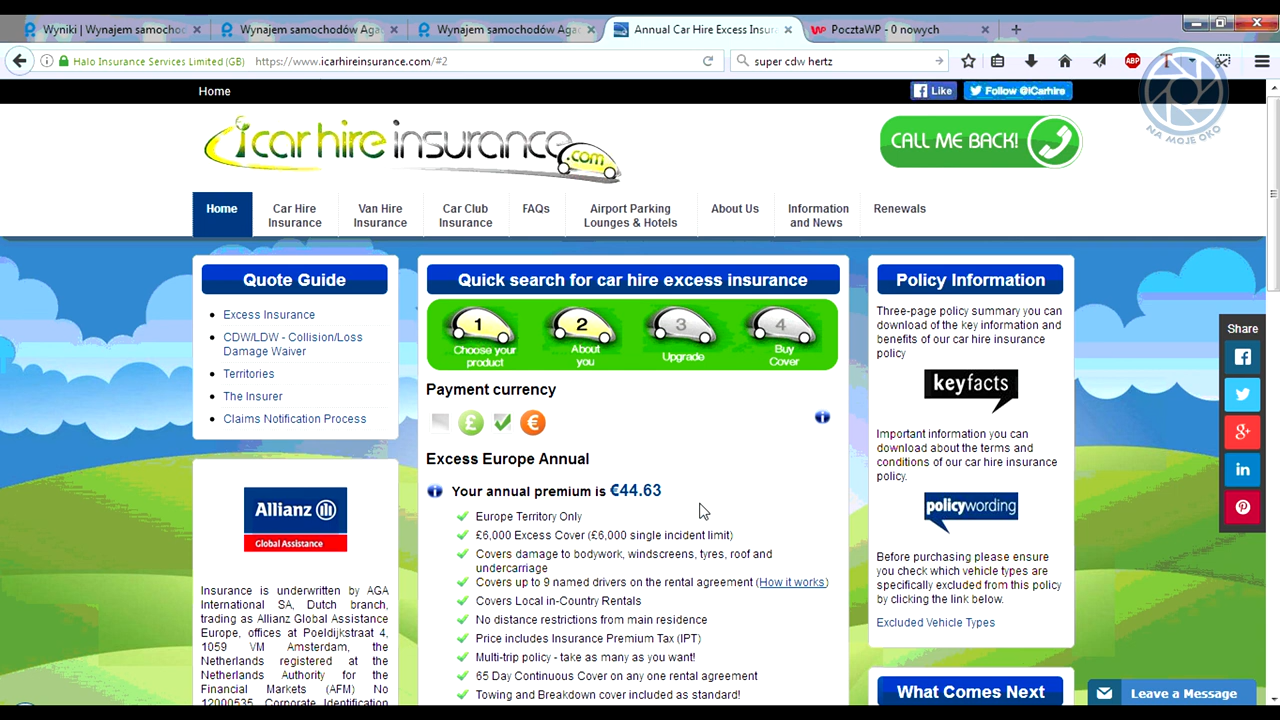 Wyniki | Wynajem samochod
Wynajem samochodów Aga
Wynajem samochodów Aga
Annual Car Hire Excess Insur
PocztaWP - 0 nowych
Halo Insurance Services Limited (GB)
https://www.icarhireinsurance.com/#2
super cdw hertz
ABP
NA MOJE OKO
Home
Like
Follow @iCarhire
icarhireinsurance.com
CALL ME BACK!
Home
Car Hire
Insurance
Van Hire
Insurance
Car Club
Insurance
FAQs
Airport Parking
Lounges & Hotels
About Us
Information
and News
Renewals
Quote Guide
Excess Insurance
CDW/LDW - Collision/Loss
Damage Waiver
Territories
The Insurer
Claims Notification Process
Allianz
Global Assistance
Insurance is underwritten by AGA
International SA, Dutch branch,
trading as Allianz Global Assistance
Europe, offices at Poeldijkstraat 4,
1059 VM Amsterdam, the
Netherlands registered at the
Netherlands Authority for the
Financial Markets (AFM) No
12000535. Corporate Identification
Quick search for car hire excess insurance
1
Choose your
product
2
About
you
3
Upgrade
4
Buy
Cover
Payment currency
£
€
Excess Europe Annual
Your annual premium is €44.63
Europe Territory Only
£6,000 Excess Cover (£6,000 single incident limit)
Covers damage to bodywork, windscreens, tyres, roof and
undercarriage
Covers up to 9 named drivers on the rental agreement (How it works)
Covers Local in-Country Rentals
No distance restrictions from main residence
Price includes Insurance Premium Tax (IPT)
Multi-trip policy - take as many as you want!
65 Day Continuous Cover on any one rental agreement
Towing and Breakdown cover included as standard!
Policy Information
Three-page policy summary you can
download of the key information and
benefits of our car hire insurance
policy
keyfacts
Important information you can
download about the terms and
conditions of our car hire insurance
policy.
policywording
Before purchasing please ensure
you check which vehicle types are
specifically excluded from this policy
by clicking the link below.
Excluded Vehicle Types
What Comes Next
Share
Leave a Message